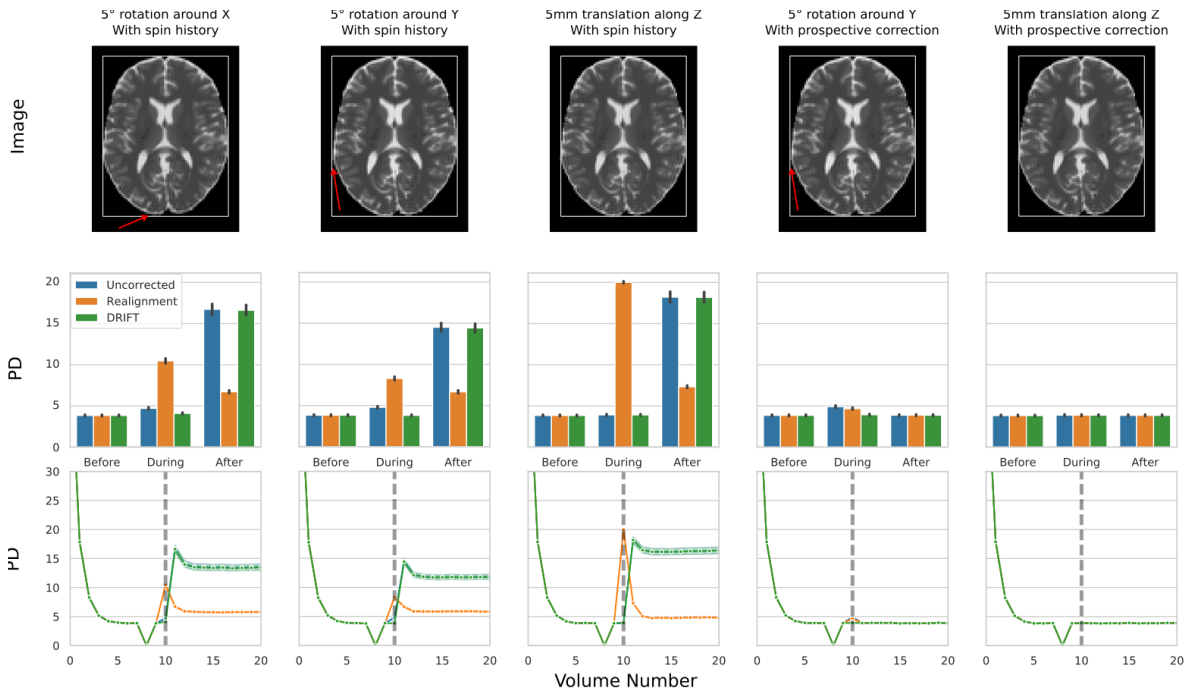 5° rotation around X
With spin history
5° rotation around Y
With spin history
5mm translation along Z
With spin history
5° rotation around Y
With prospective correction
5mm translation along Z
With prospective correction
Image
PD
20
15
10
5
0
Uncorrected
Realignment
DRIFT
Before During After
Before During After
Before During After
Before During After
Before During After
PD
30
25
20
15
10
5
0
0 5 10 15 20
0 5 10 15 20
0 5 10 15 20
0 5 10 15 20
0 5 10 15 20
Volume Number